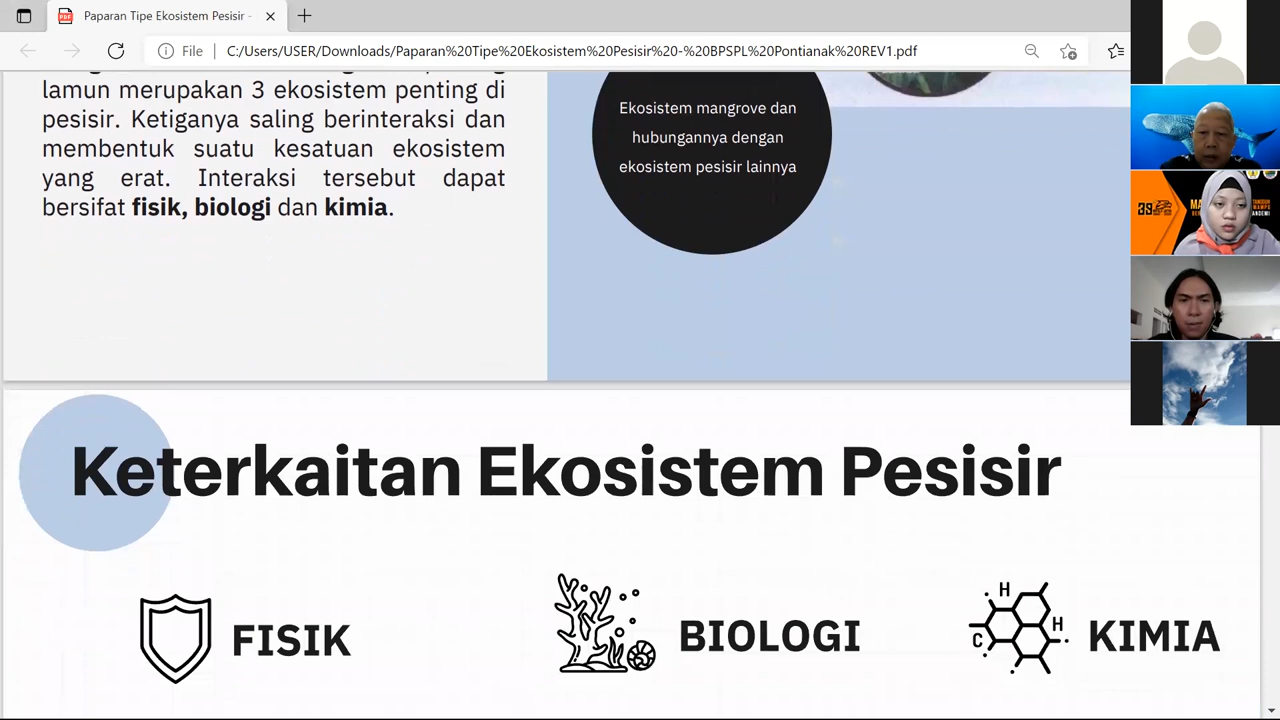 Paparan Tipe Ekosistem Pesisir -
File
C:/Users/USER/Downloads/Paparan%20Tipe%20Ekosistem%20Pesisir%20-%20BPSPL%20Pontianak%20REV1.pdf
lamun merupakan 3 ekosistem penting di
pesisir. Ketiganya saling berinteraksi dan
membentuk suatu kesatuan ekosistem
yang erat. Interaksi tersebut dapat
bersifat fisik, biologi dan kimia.
Ekosistem mangrove dan
hubungannya dengan
ekosistem pesisir lainnya
Keterkaitan Ekosistem Pesisir
FISIK
BIOLOGI
H
H
C
KIMIA
39